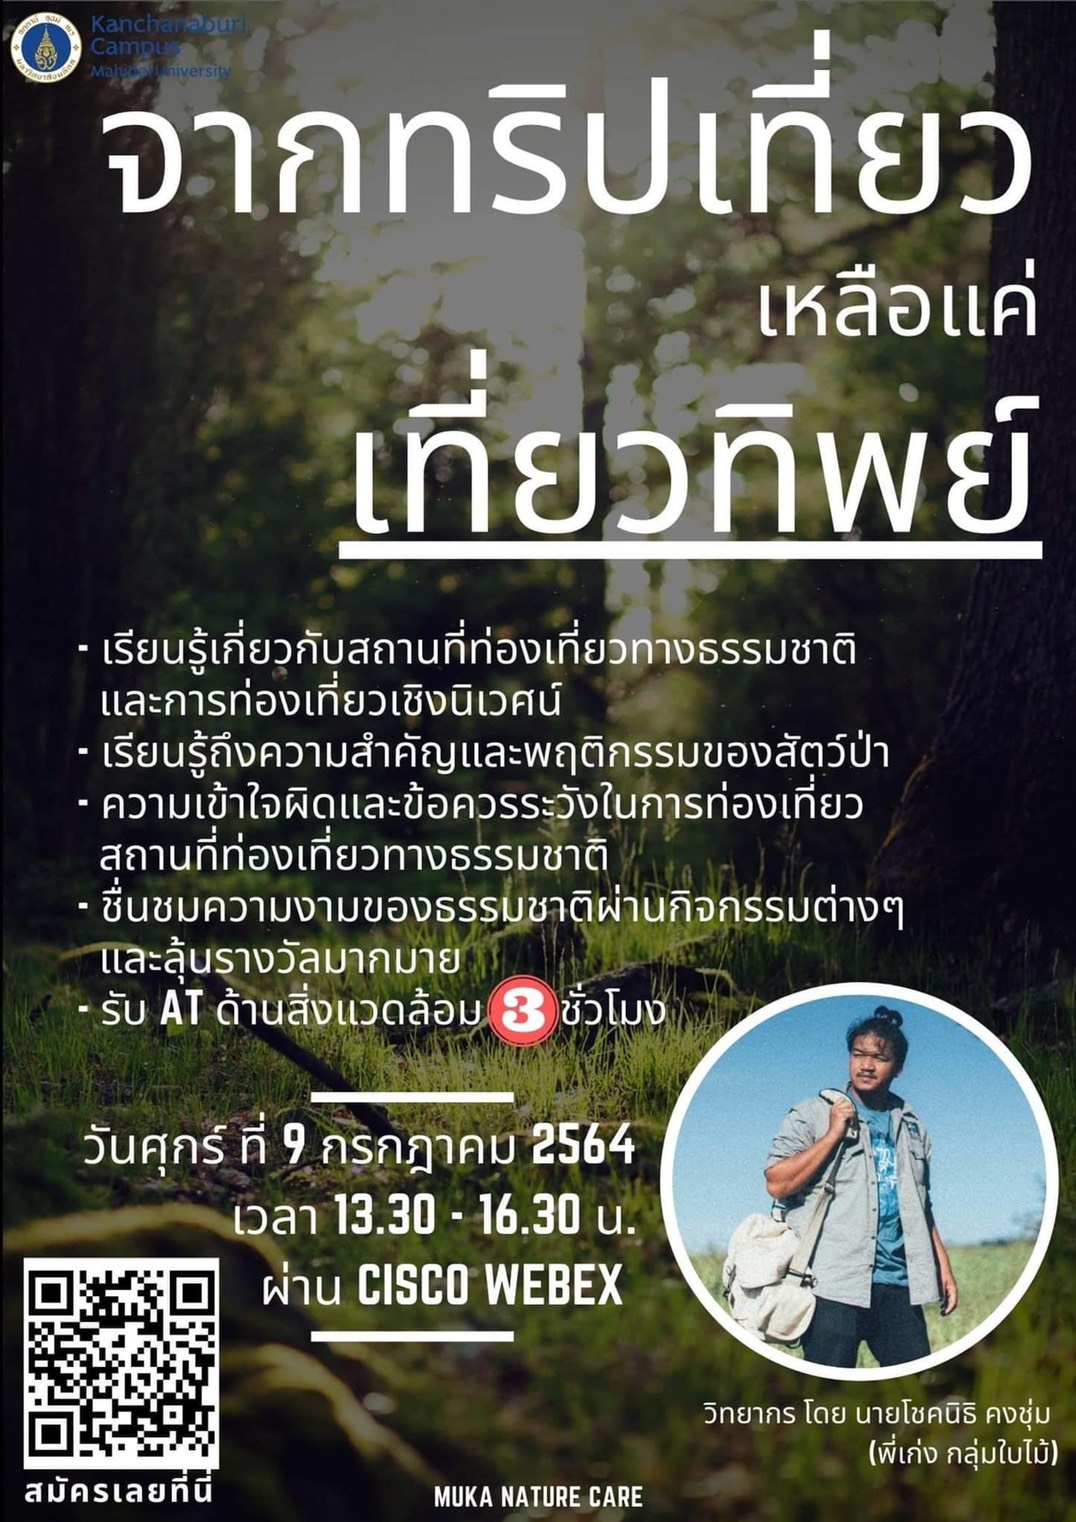 Kanchanaburi
Campus
Mahidol University
จากทริปเที่ยว
เหลือแค่
เที่ยวทิพย์
- เรียนรู้เกี่ยวกับสถานที่ท่องเที่ยวทางธรรมชาติ
และการท่องเที่ยวเชิงนิเวศน์
- เรียนรู้ถึงความสำคัญและพฤติกรรมของสัตว์ป่า
- ความเข้าใจผิดและข้อควรระวังในการท่องเที่ยว
สถานที่ท่องเที่ยวทางธรรมชาติ
- ชื่นชมความงามของธรรมชาติผ่านกิจกรรมต่างๆ
และลุ้นรางวัลมากมาย
- รับ AT ด้านสิ่งแวดล้อม 3 ชั่วโมง
วันศุกร์ ที่ 9 กรกฎาคม 2564
เวลา 13.30 - 16.30 น.
ผ่าน CISCO WEBEX
วิทยากร โดย นายโชคนิธิ คงชุ่ม
(พี่เก่ง กลุ่มใบไม้)
สมัครเลยที่นี่
MUKA NATURE CARE